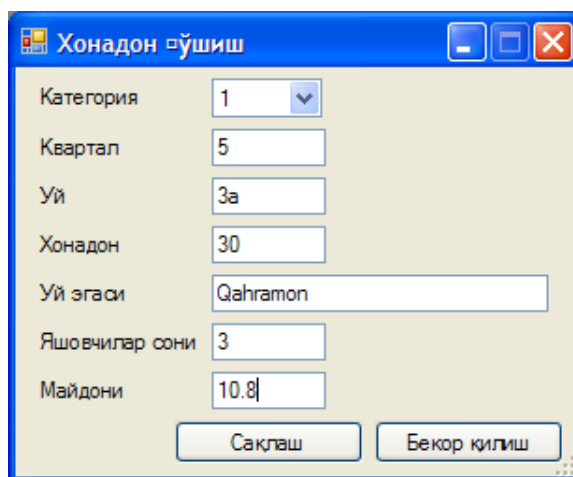 Хонадон ¤ўшиш
Категория 1
Квартал 5
Уй 3а
Хонадон 30
Уй эгаси Qahramon
Яшовчилар сони 3
Майдони 10.8
Сақлаш Бекор қилиш